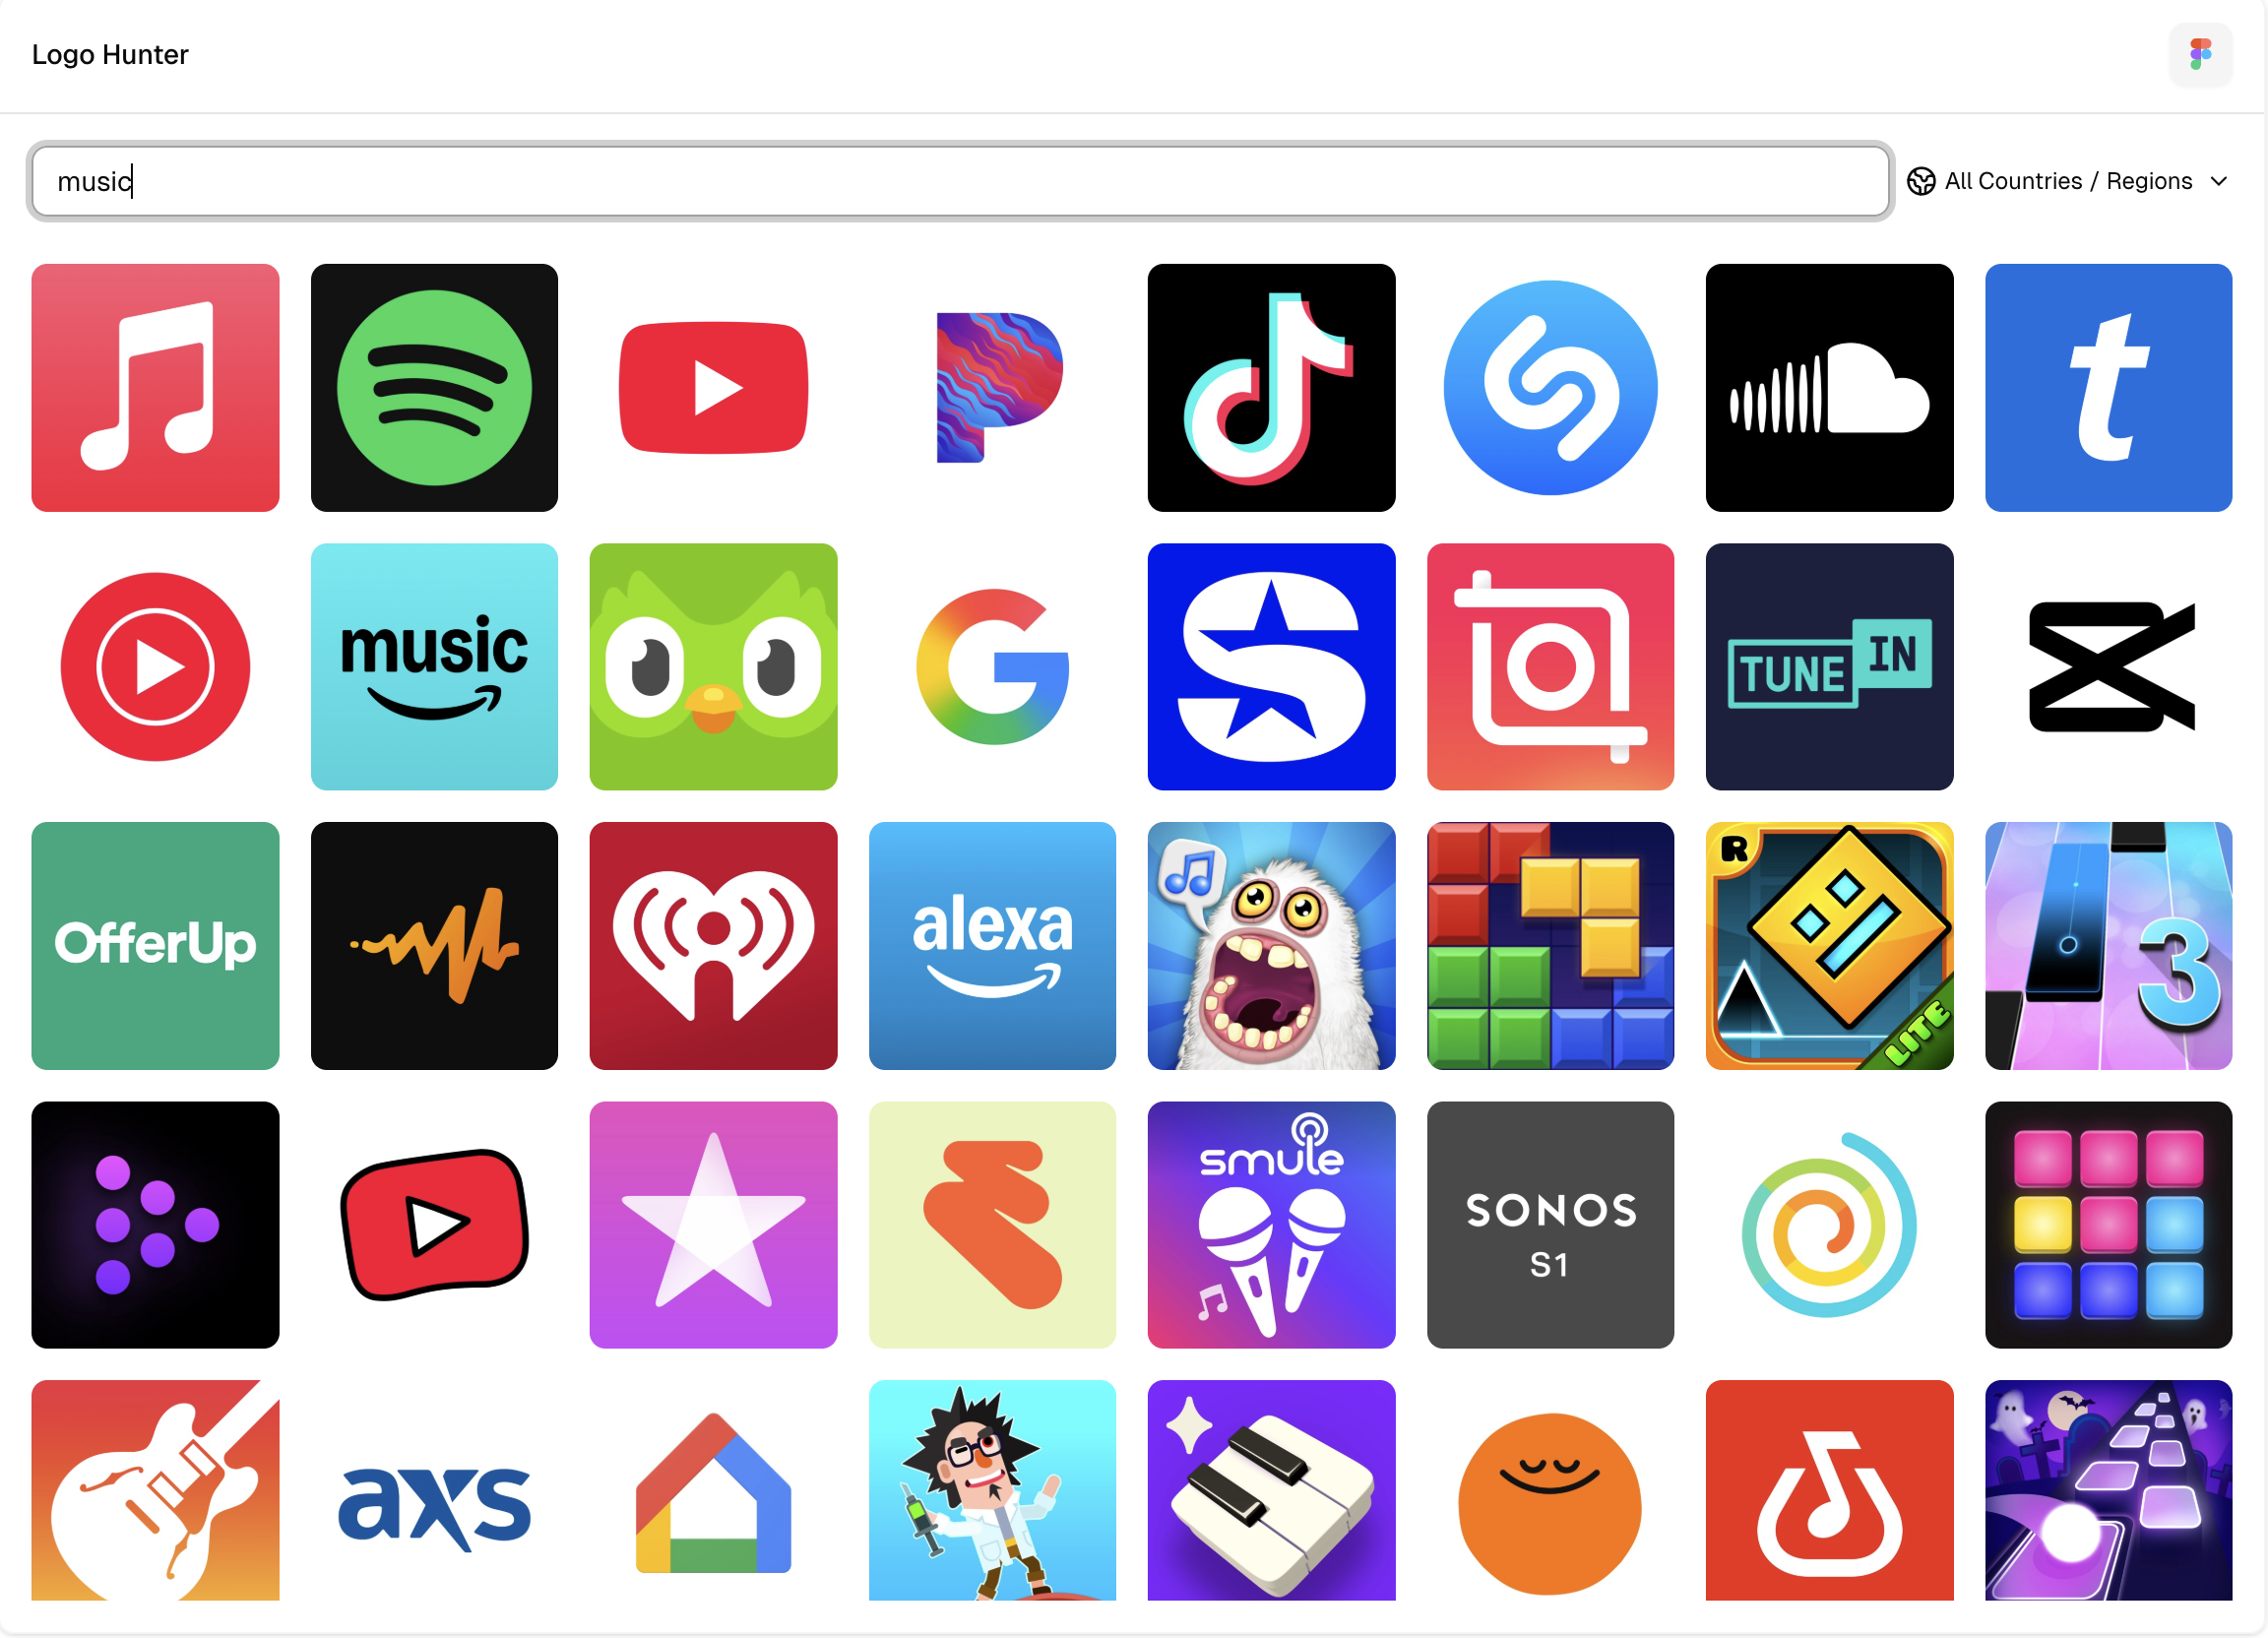 Logo Hunter
music
All Countries / Regions
t
music
TUNE IN
OfferUp
alexa
R
LITE
3
smule
SONOS
S1
axs